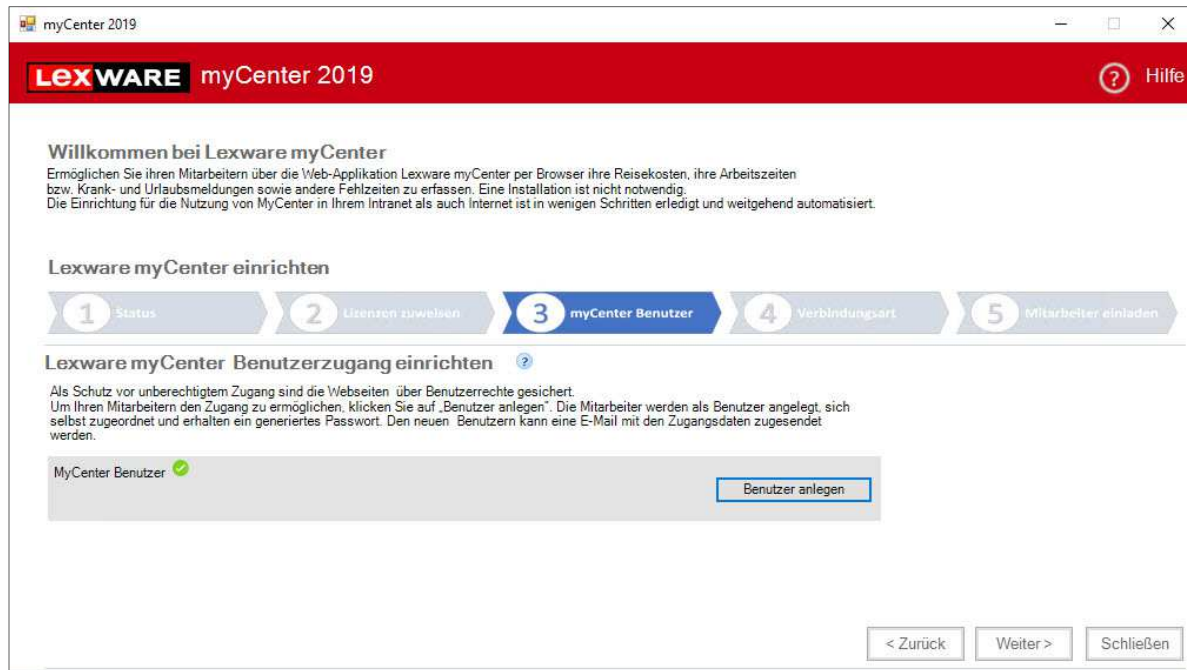 myCenter 2019
LEXWARE myCenter 2019
? Hilfe
Willkommen bei Lexware myCenter
Ermöglichen Sie ihren Mitarbeitern über die Web-Applikation Lexware myCenter per Browser ihre Reisekosten, ihre Arbeitszeiten
bzw. Krank- und Urlaubsmeldungen sowie andere Fehlzeiten zu erfassen. Eine Installation ist nicht notwendig.
Die Einrichtung für die Nutzung von MyCenter in Ihrem Intranet als auch Internet ist in wenigen Schritten erledigt und weitgehend automatisiert.
Lexware myCenter einrichten
1 Status 2 Lizenzen zuweisen 3 myCenter Benutzer 4 Verbindungsart 5 Mitarbeiter einladen
Lexware myCenter Benutzerzugang einrichten ?
Als Schutz vor unberechtigtem Zugang sind die Webseiten über Benutzerrechte gesichert.
Um Ihren Mitarbeitern den Zugang zu ermöglichen, klicken Sie auf „Benutzer anlegen". Die Mitarbeiter werden als Benutzer angelegt, sich
selbst zugeordnet und erhalten ein generiertes Passwort. Den neuen Benutzern kann eine E-Mail mit den Zugangsdaten zugesendet
werden.
MyCenter Benutzer
Benutzer anlegen
< Zurück Weiter > Schließen